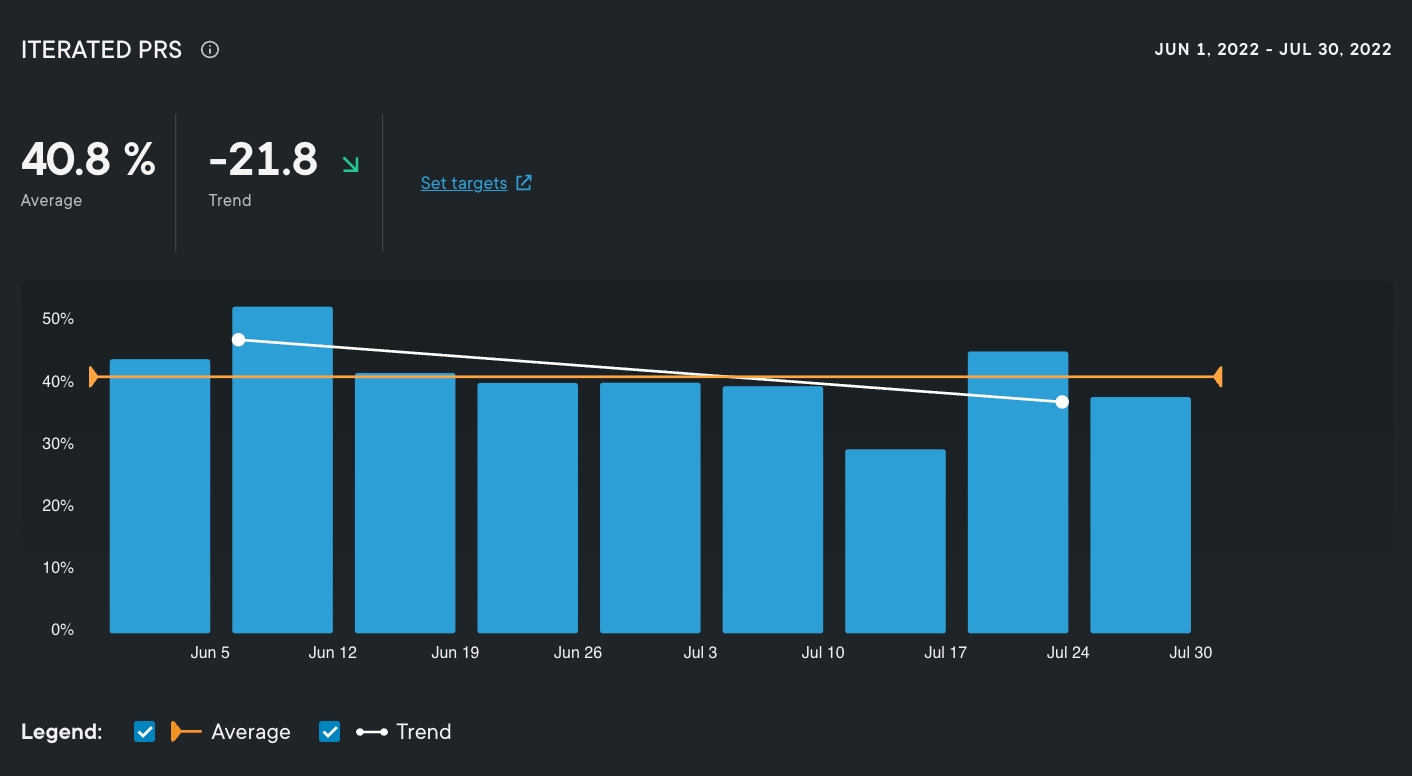 ITERATED PRS
JUN 1, 2022 - JUL 30, 2022
40.8 %
Average
-21.8
Trend
Set targets
50%
40%
30%
20%
10%
0%
Jun 5 Jun 12 Jun 19 Jun 26 Jul 3 Jul 10 Jul 17 Jul 24 Jul 30
Legend: Average Trend